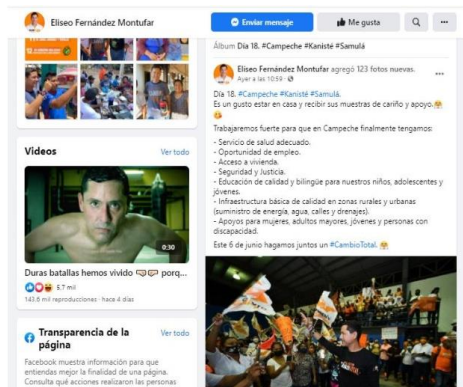 Eliseo Fernández Montufar
Enviar mensaje
Me gusta
Videos
Ver todo
0:30
Duras batallas hemos vivido 🤜🤛 porq...
5.7 mil
143.6 mil reproducciones · hace 4 días
Transparencia de la
página
Ver todo
Facebook muestra información para que
entiendas mejor la finalidad de una página.
Consulta qué acciones realizaron las personas
Álbum Día 18. #Campeche #Kanisté #Samulá
Eliseo Fernández Montufar agregó 123 fotos nuevas.
Ayer a las 10:59 ·
Día 18. #Campeche #Kanisté #Samulá.
Es un gusto estar en casa y recibir sus muestras de cariño y apoyo.
Trabajaremos fuerte para que en Campeche finalmente tengamos:
- Servicio de salud adecuado.
- Oportunidad de empleo.
- Acceso a vivienda.
- Seguridad y Justicia.
- Educación de calidad y bilingüe para nuestros niños, adolescentes y
jóvenes.
- Infraestructura básica de calidad en zonas rurales y urbanas
(suministro de energía, agua, calles y drenajes).
- Apoyos para mujeres, adultos mayores, jóvenes y personas con
discapacidad.
Este 6 de junio hagamos juntos un #CambioTotal.